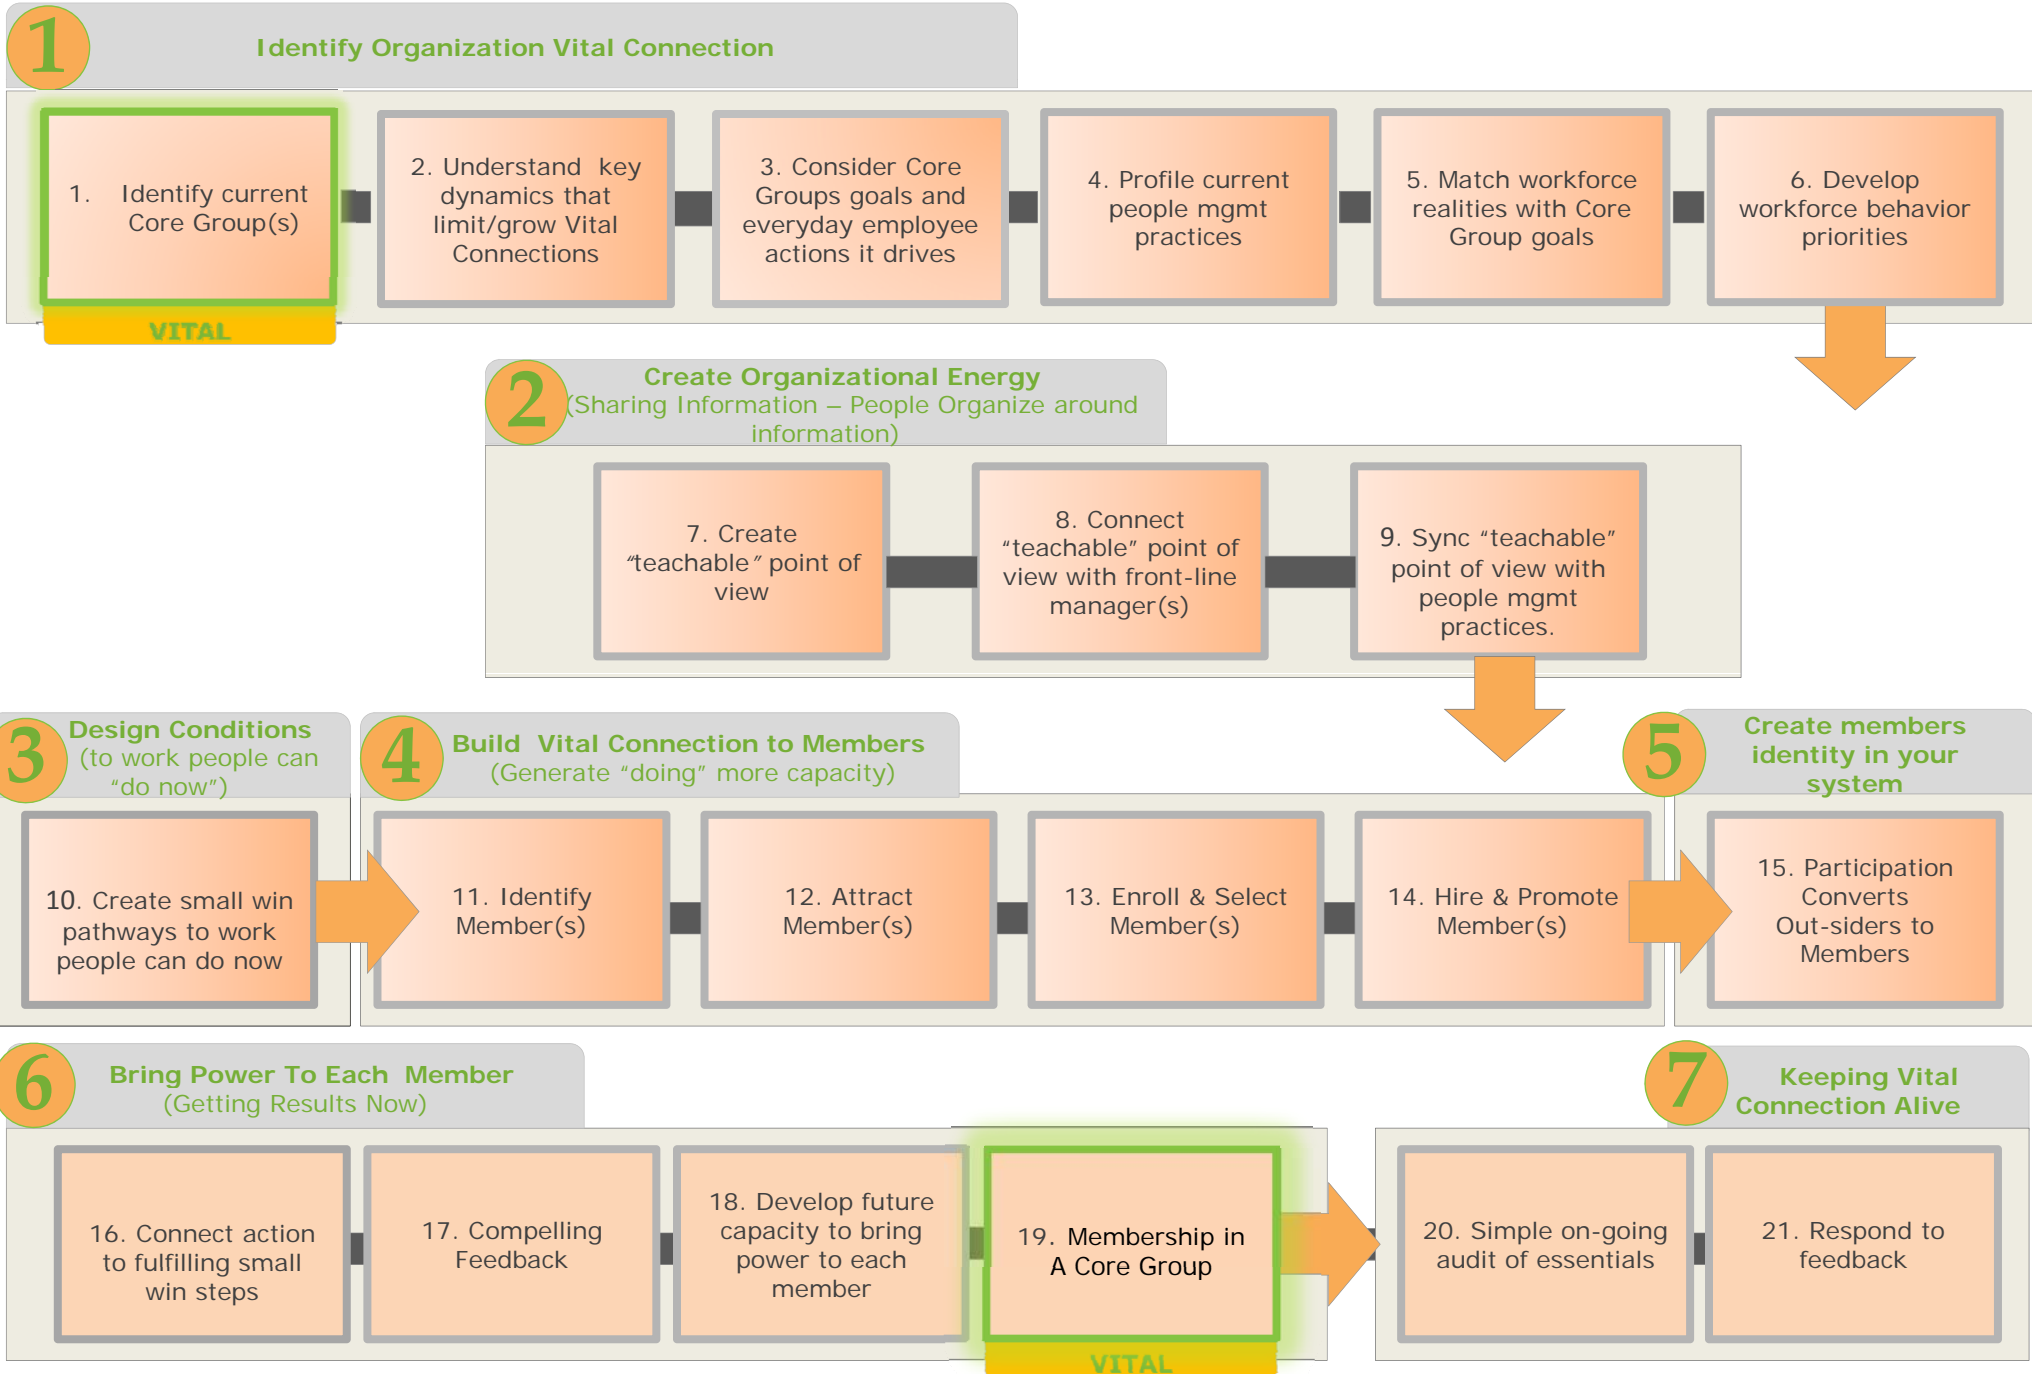 1
Identify Organization Vital Connection
1. Identify current
Core Group(s)
VITAL
2. Understand key
dynamics that
limit/grow Vital
Connections
3. Consider Core
Groups goals and
everyday employee
actions it drives
4. Profile current
people mgmt
practices
5. Match workforce
realities with Core
Group goals
6. Develop
workforce behavior
priorities
2
Create Organizational Energy
(Sharing Information – People Organize around
information)
7. Create
“teachable” point of
view
8. Connect
“teachable” point of
view with front-line
manager(s)
9. Sync “teachable”
point of view with
people mgmt
practices.
3
Design Conditions
(to work people can
“do now”)
10. Create small win
pathways to work
people can do now
4
Build Vital Connection to Members
(Generate “doing” more capacity)
11. Identify
Member(s)
12. Attract
Member(s)
13. Enroll & Select
Member(s)
14. Hire & Promote
Member(s)
5
Create members
identity in your
system
15. Participation
Converts
Out-siders to
Members
6
Bring Power To Each Member
(Getting Results Now)
16. Connect action
to fulfilling small
win steps
17. Compelling
Feedback
18. Develop future
capacity to bring
power to each
member
19. Membership in
A Core Group
VITAL
7
Keeping Vital
Connection Alive
20. Simple on-going
audit of essentials
21. Respond to
feedback